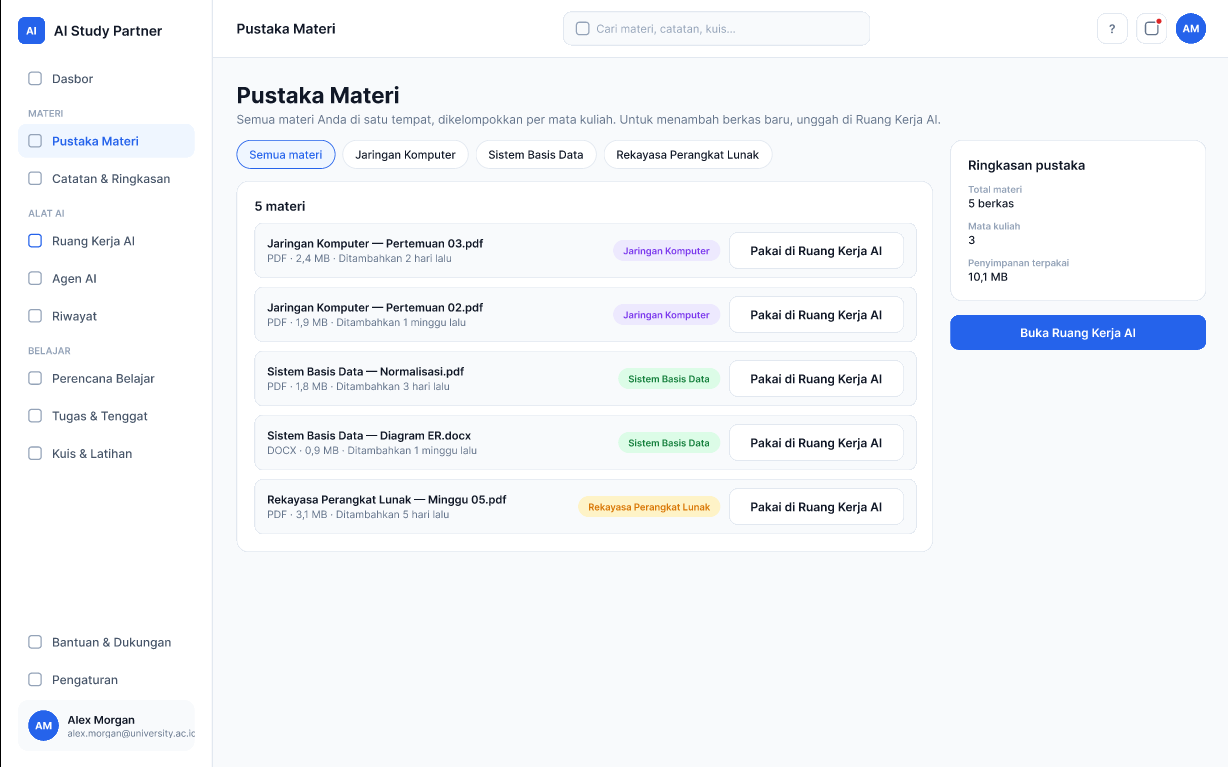 AI
AI Study Partner
Dasbor
MATERI
Pustaka Materi
Catatan & Ringkasan
ALAT AI
Ruang Kerja AI
Agen AI
Riwayat
BELAJAR
Perencana Belajar
Tugas & Tenggat
Kuis & Latihan
Bantuan & Dukungan
Pengaturan
AM
Alex Morgan
alex.morgan@university.ac.id
Pustaka Materi
Cari materi, catatan, kuis...
?
AM
Pustaka Materi
Semua materi Anda di satu tempat, dikelompokkan per mata kuliah. Untuk menambah berkas baru, unggah di Ruang Kerja AI.
Semua materi
Jaringan Komputer
Sistem Basis Data
Rekayasa Perangkat Lunak
5 materi
Jaringan Komputer — Pertemuan 03.pdf
PDF · 2,4 MB · Ditambahkan 2 hari lalu
Jaringan Komputer
Pakai di Ruang Kerja AI
Jaringan Komputer — Pertemuan 02.pdf
PDF · 1,9 MB · Ditambahkan 1 minggu lalu
Jaringan Komputer
Pakai di Ruang Kerja AI
Sistem Basis Data — Normalisasi.pdf
PDF · 1,8 MB · Ditambahkan 3 hari lalu
Sistem Basis Data
Pakai di Ruang Kerja AI
Sistem Basis Data — Diagram ER.docx
DOCX · 0,9 MB · Ditambahkan 1 minggu lalu
Sistem Basis Data
Pakai di Ruang Kerja AI
Rekayasa Perangkat Lunak — Minggu 05.pdf
PDF · 3,1 MB · Ditambahkan 5 hari lalu
Rekayasa Perangkat Lunak
Pakai di Ruang Kerja AI
Ringkasan pustaka
Total materi
5 berkas
Mata kuliah
3
Penyimpanan terpakai
10,1 MB
Buka Ruang Kerja AI